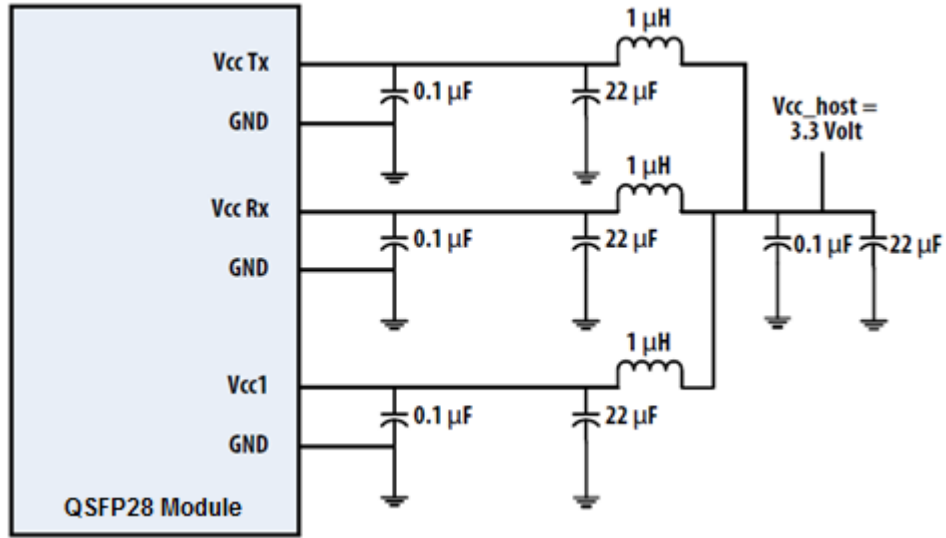 1 μH
Vcc Tx
0.1 μF
22 μF
Vcc_host =
3.3 Volt
GND
1 μH
Vcc Rx
0.1 μF
22 μF
0.1 μF
22 μF
GND
1 μH
Vcc1
0.1 μF
22 μF
GND
QSFP28 Module